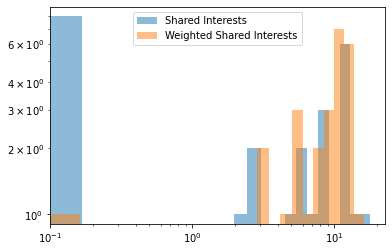 Shared Interests
Weighted Shared Interests
6 × 10⁰
4 × 10⁰
3 × 10⁰
2 × 10⁰
10⁰
10⁻¹ 10⁰ 10¹